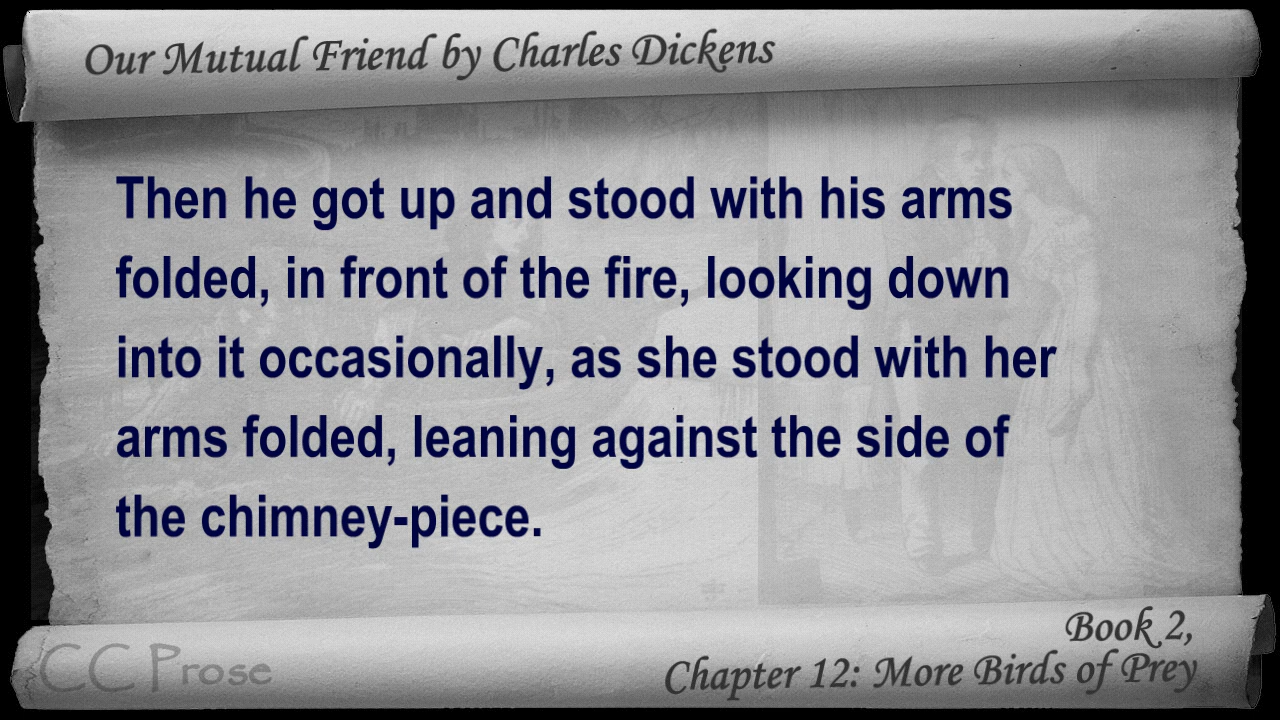 Our Mutual Friend by Charles Dickens
Then he got up and stood with his arms
folded, in front of the fire, looking down
into it occasionally, as she stood with her
arms folded, leaning against the side of
the chimney-piece.
Book 2,
CC Prose
Chapter 12: More Birds of Prey